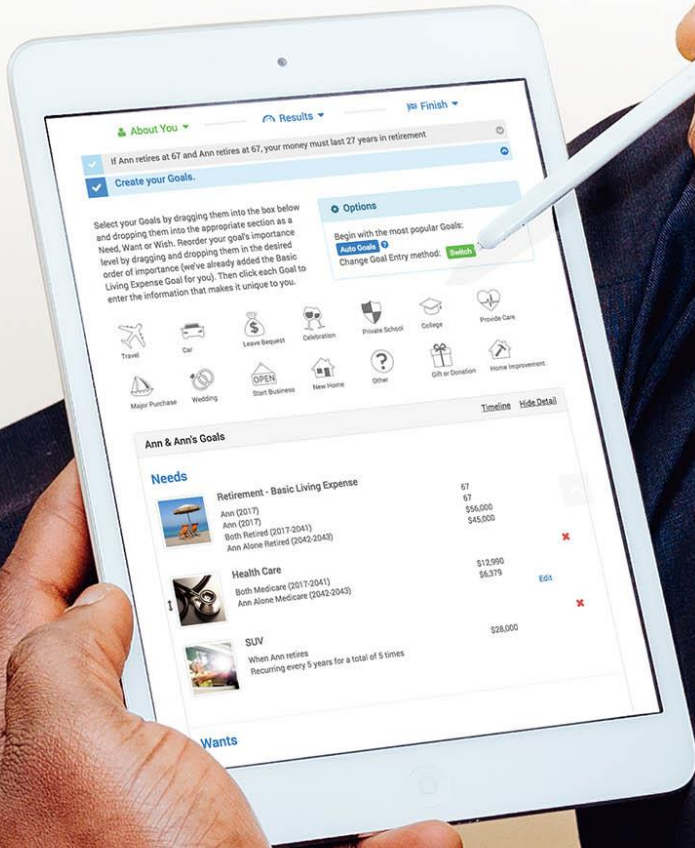 About You
Results
Finish
If Ann retires at 67 and Ann retires at 67, your money must last 27 years in retirement
Create your Goals.
Select your Goals by dragging them into the box below
and dropping them into the appropriate section as a
Need, Want or Wish. Reorder your goal's importance
level by dragging and dropping them in the desired
order of importance (we've already added the Basic
Living Expense Goal for you). Then click each Goal to
enter the information that makes it unique to you.
Options
Begin with the most popular Goals:
Auto Goals ?
Change Goal Entry method: Switch
Travel
Car
Leave Bequest
Celebration
Private School
College
Provide Care
Major Purchase
Wedding
OPEN
Start Business
New Home
?
Other
Gift or Donation
Home Improvement
Ann & Ann's Goals
Timeline Hide Detail
Needs
Retirement - Basic Living Expense
Ann (2017) 67
Ann (2017) 67
Both Retired (2017-2041) $56,000
Ann Alone Retired (2042-2043) $45,000
Health Care
Both Medicare (2017-2041) $12,990
Ann Alone Medicare (2042-2043) $6,379
Edit
SUV
When Ann retires $28,000
Recurring every 5 years for a total of 5 times
Wants